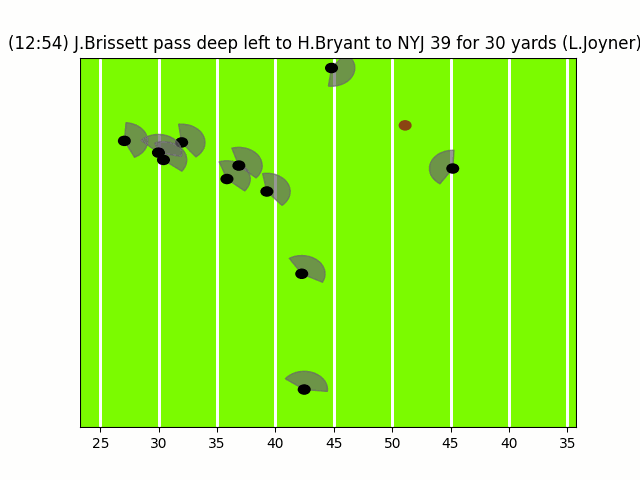 (12:54) J.Brissett pass deep left to H.Bryant to NYJ 39 for 30 yards (L.Joyner)
25 30 35 40 45 50 45 40 35